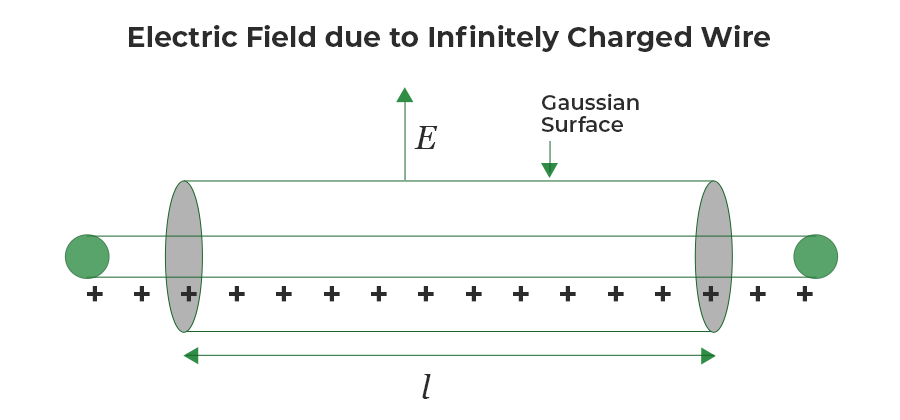 Electric Field due to Infinitely Charged Wire
Gaussian
Surface
E
+ + + + + + + + + + + + + + + +
l